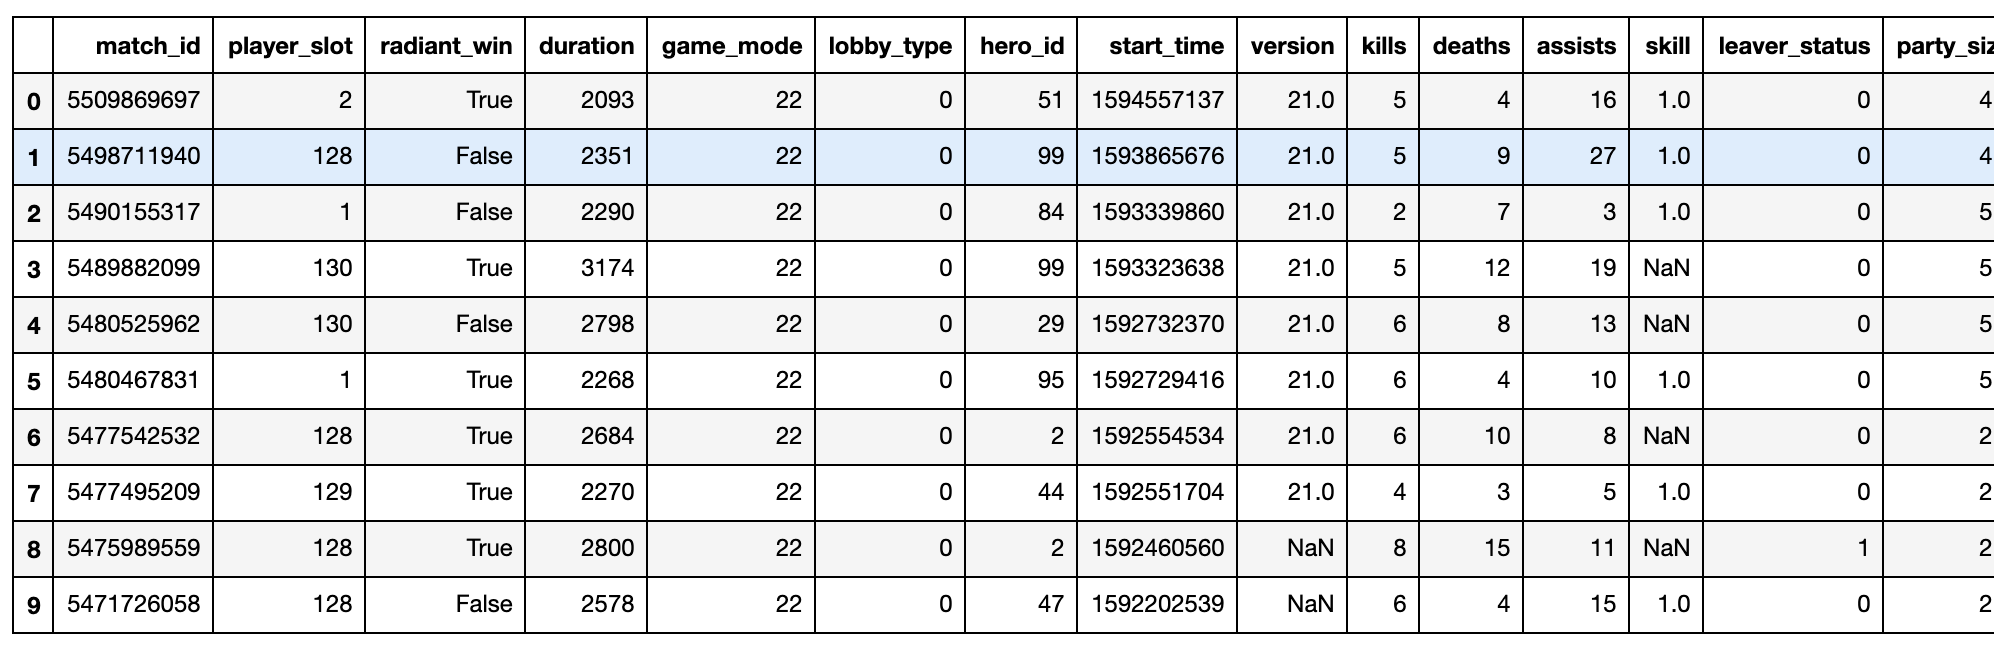 match_id player_slot radiant_win duration game_mode lobby_type hero_id start_time version kills deaths assists skill leaver_status party_siz
0 5509869697 2 True 2093 22 0 51 1594557137 21.0 5 4 16 1.0 0 4
1 5498711940 128 False 2351 22 0 99 1593865676 21.0 5 9 27 1.0 0 4
2 5490155317 1 False 2290 22 0 84 1593339860 21.0 2 7 3 1.0 0 5
3 5489882099 130 True 3174 22 0 99 1593323638 21.0 5 12 19 NaN 0 5
4 5480525962 130 False 2798 22 0 29 1592732370 21.0 6 8 13 NaN 0 5
5 5480467831 1 True 2268 22 0 95 1592729416 21.0 6 4 10 1.0 0 5
6 5477542532 128 True 2684 22 0 2 1592554534 21.0 6 10 8 NaN 0 2
7 5477495209 129 True 2270 22 0 44 1592551704 21.0 4 3 5 1.0 0 2
8 5475989559 128 True 2800 22 0 2 1592460560 NaN 8 15 11 NaN 1 2
9 5471726058 128 False 2578 22 0 47 1592202539 NaN 6 4 15 1.0 0 2